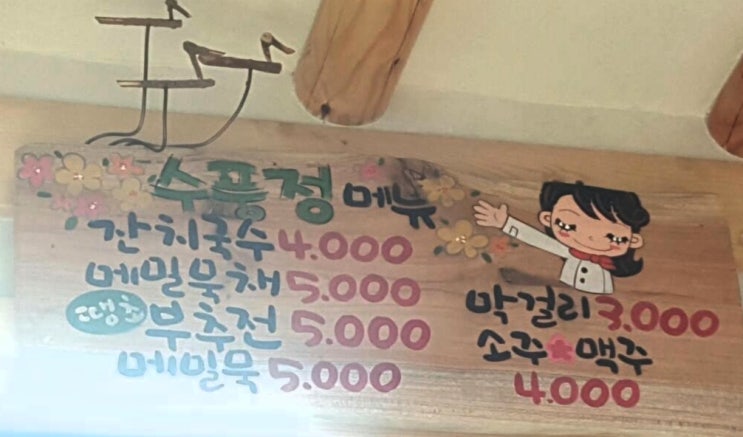 수풍정 메뉴
잔치국수 4.000
메밀묵채 5.000
땡초 부추전 5.000
메밀묵 5.000
막걸리 3.000
소주 맥주
4.000